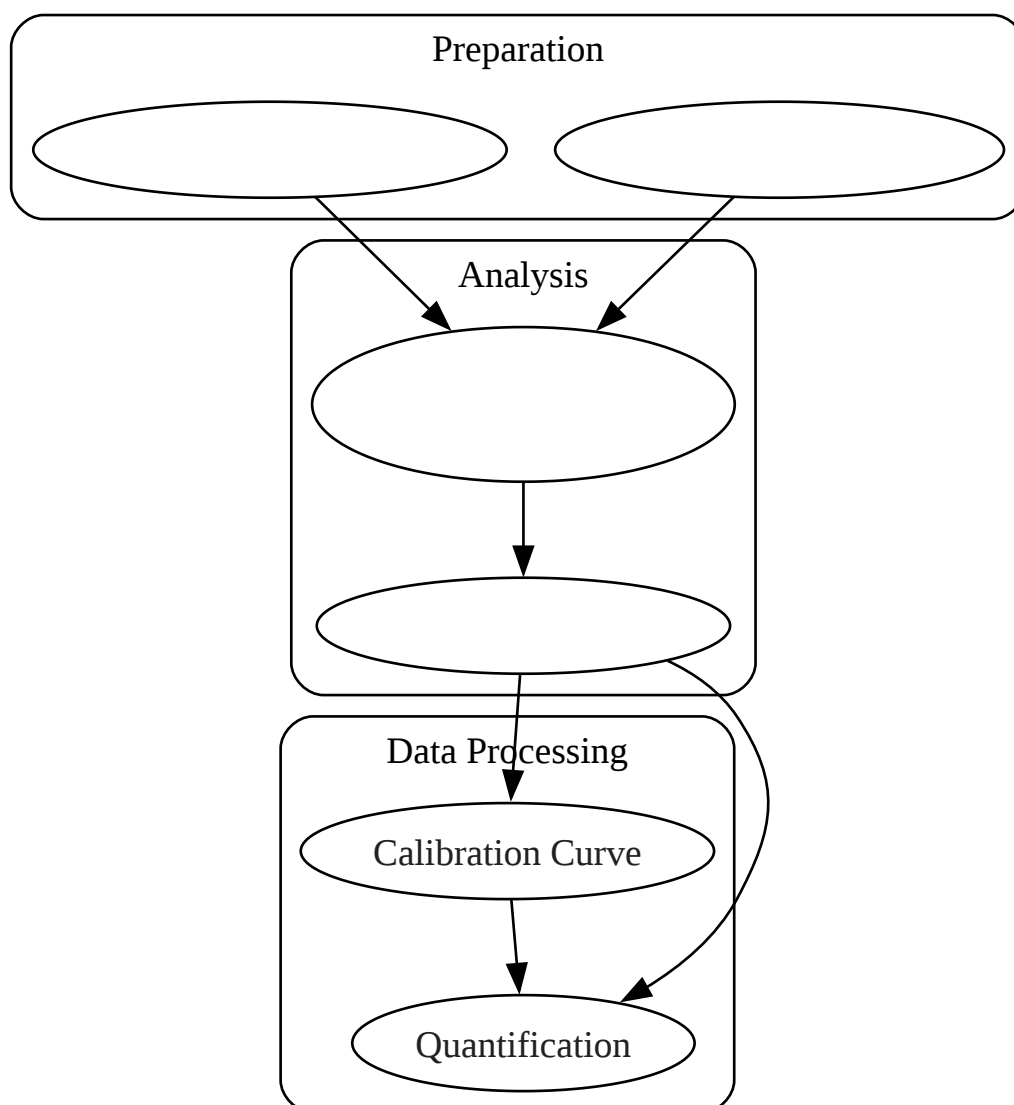 Preparation
Analysis
Data Processing
Calibration Curve
Quantification